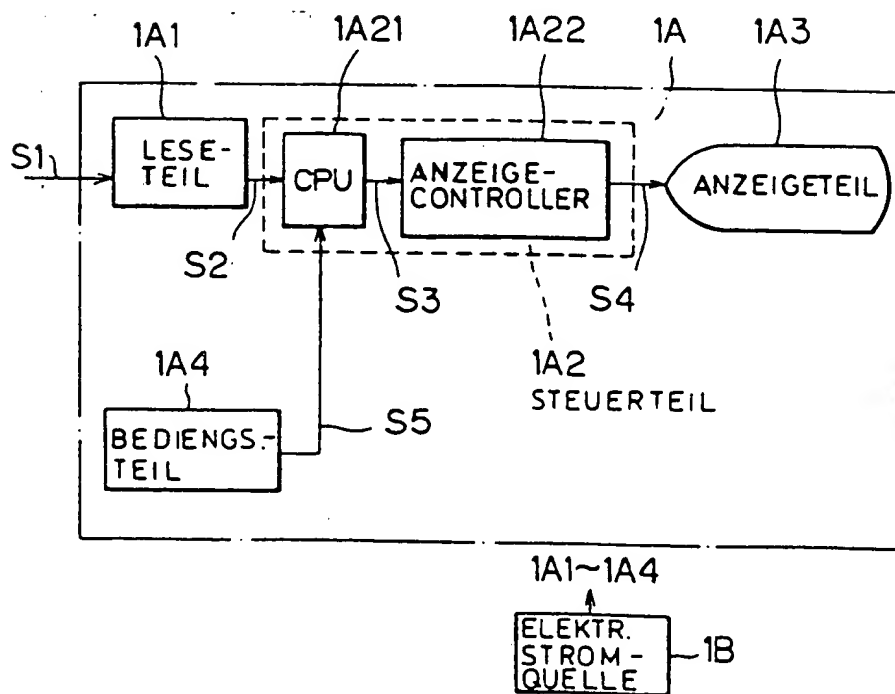 1A1
1A21
1A22
1A
1A3
S1
LESE-
TEIL
CPU
ANZEIGE-
CONTROLLER
ANZEIGETEIL
S2
S3
S4
1A4
1A2
STEUERTEIL
BEDIENGS.-
TEIL
S5
1A1~1A4
ELEKTR.
STROM-
QUELLE
1B